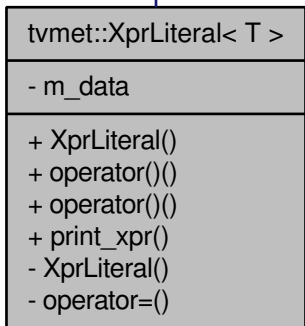 tvmet::XprLiteral< T >
- m_data
+ XprLiteral()
+ operator()()
+ operator()()
+ print_xpr()
- XprLiteral()
- operator=()